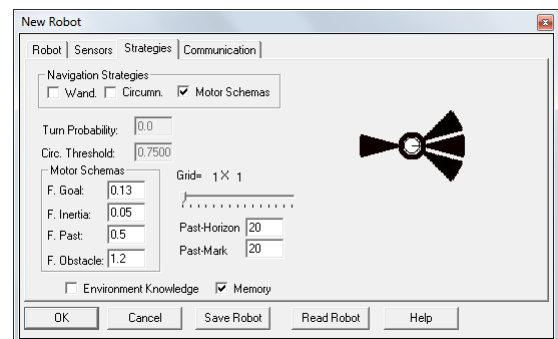 New Robot
Robot Sensors Strategies Communication
Navigation Strategies
Wand. Circumn. Motor Schemas
Turn Probability: 0.0
Circ. Threshold: 0.7500
Motor Schemas
Grid= 1 X 1
F. Goal: 0.13
F. Inertia: 0.05
F. Past: 0.5
F. Obstacle: 1.2
Past-Horizon 20
Past-Mark 20
Environment Knowledge Memory
OK Cancel Save Robot Read Robot Help